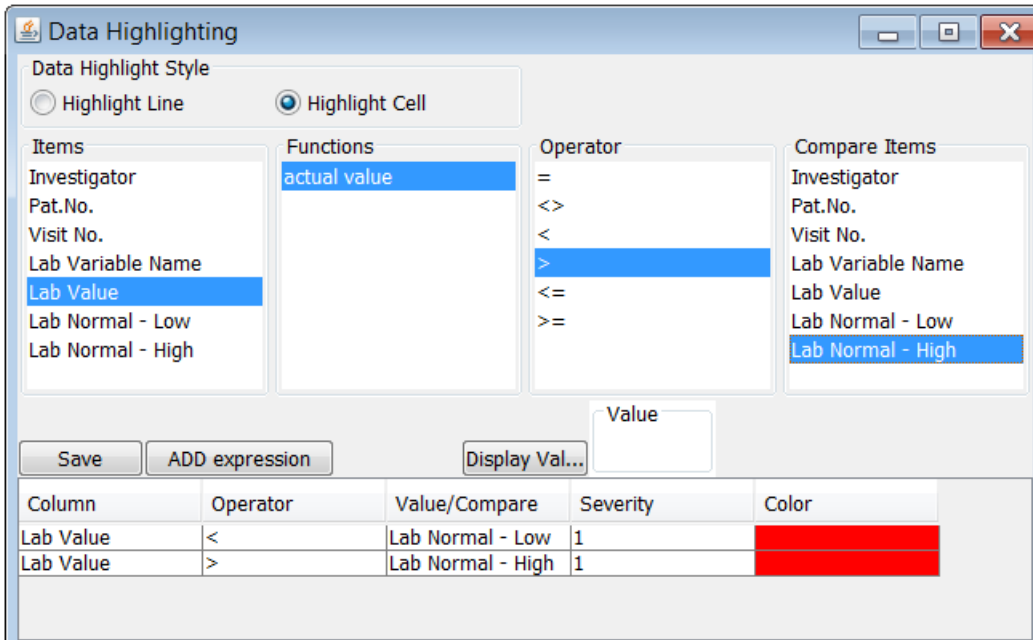 Data Highlighting
Data Highlight Style
Highlight Line Highlight Cell
Items Functions Operator Compare Items
Investigator actual value = Investigator
Pat.No. <> Pat.No.
Visit No. < Visit No.
Lab Variable Name > Lab Variable Name
Lab Value <= Lab Value
Lab Normal - Low >= Lab Normal - Low
Lab Normal - High Lab Normal - High
Value
Save ADD expression Display Val...
Column Operator Value/Compare Severity Color
Lab Value < Lab Normal - Low 1
Lab Value > Lab Normal - High 1